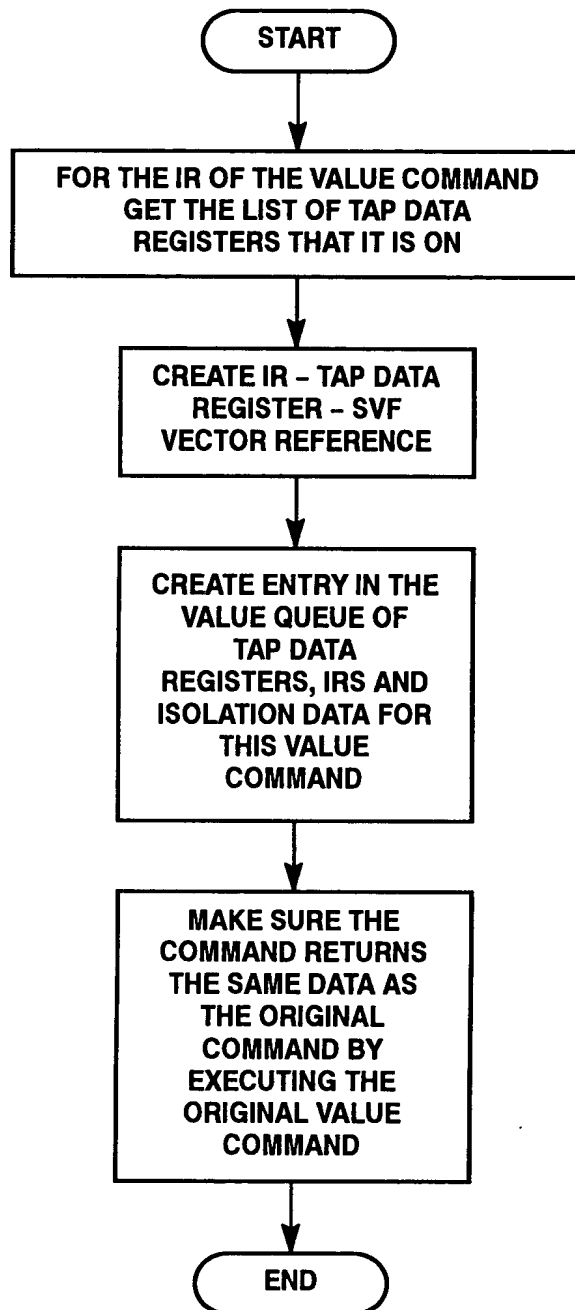 START
FOR THE IR OF THE VALUE COMMAND
GET THE LIST OF TAP DATA
REGISTERS THAT IT IS ON
CREATE IR – TAP DATA
REGISTER – SVF
VECTOR REFERENCE
CREATE ENTRY IN THE
VALUE QUEUE OF
TAP DATA
REGISTERS, IRS AND
ISOLATION DATA FOR
THIS VALUE
COMMAND
MAKE SURE THE
COMMAND RETURNS
THE SAME DATA AS
THE ORIGINAL
COMMAND BY
EXECUTING THE
ORIGINAL VALUE
COMMAND
END